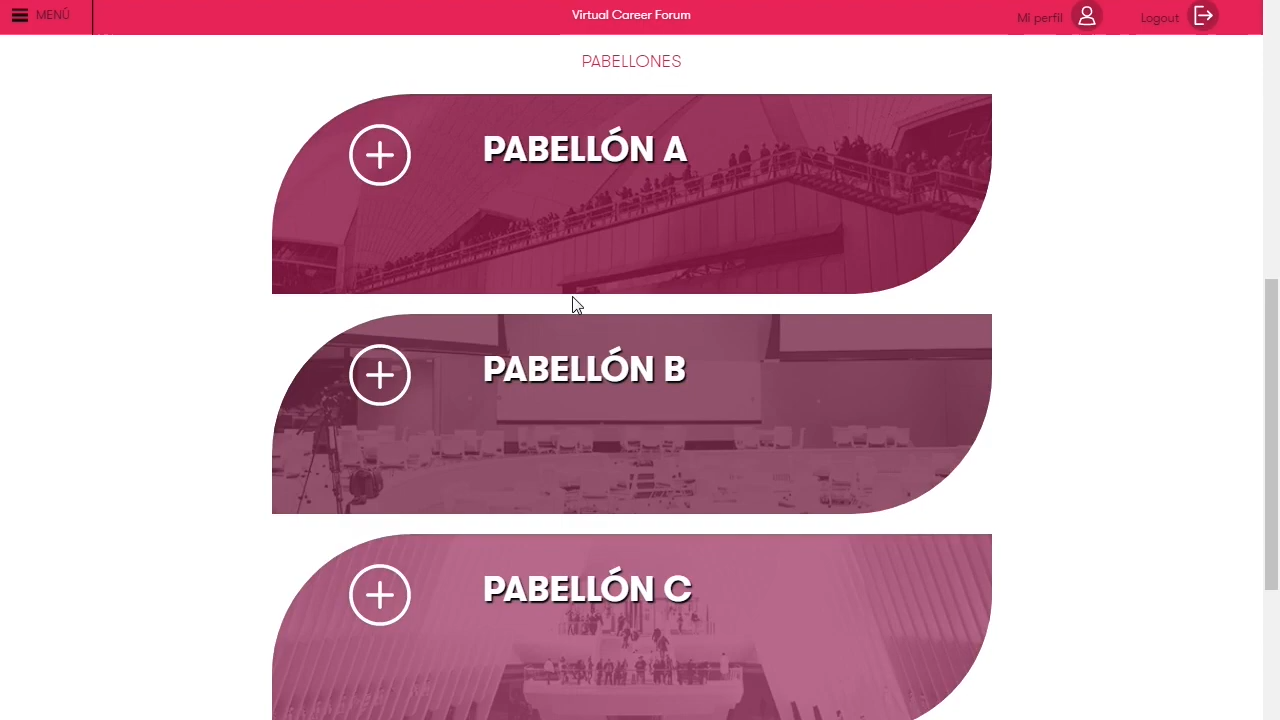 MENÚ
Virtual Career Forum
Mi perfil
Logout
PABELLONES
PABELLÓN A
PABELLÓN B
PABELLÓN C